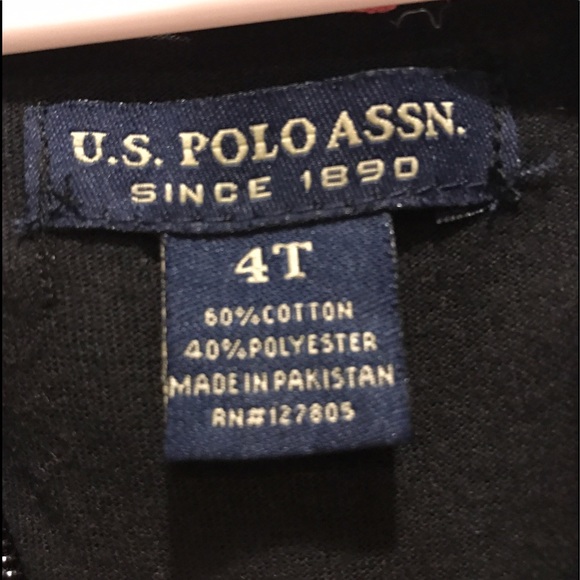 U.S. POLO ASSN.
SINCE 1890
4T
60%COTTON
40%POLYESTER
MADE IN PAKISTAN
RN#127805